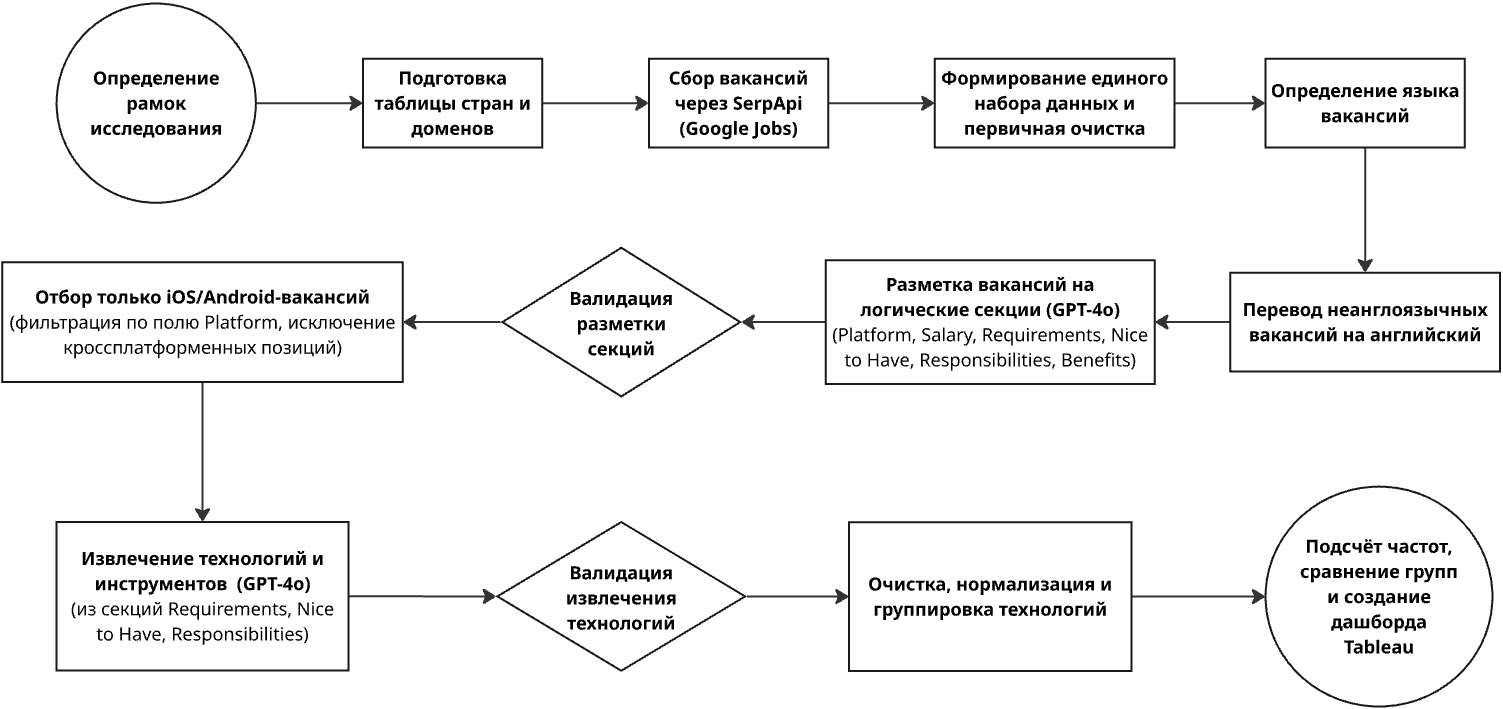 Определение
рамок
исследования
Подготовка
таблицы стран и
доменов
Сбор вакансий
через SerpApi
(Google Jobs)
Формирование единого
набора данных и
первичная очистка
Определение языка
вакансий
Перевод неанглоязычных
вакансий на английский
Разметка вакансий на
логические секции (GPT-4o)
(Platform, Salary, Requirements, Nice
to Have, Responsibilities, Benefits)
Валидация
разметки
секций
Отбор только iOS/Android-вакансий
(фильтрация по полю Platform, исключение
кроссплатформенных позиций)
Извлечение технологий и
инструментов (GPT-4o)
(из секций Requirements, Nice
to Have, Responsibilities)
Валидация
извлечения
технологий
Очистка, нормализация и
группировка технологий
Подсчёт частот,
сравнение групп
и создание
дашборда
Tableau